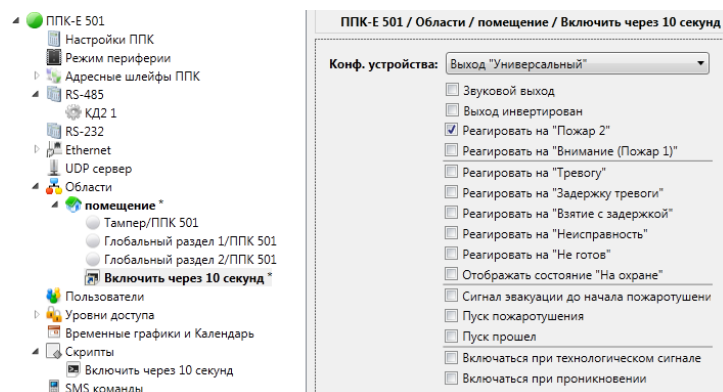 ППК-Е 501
Настройки ППК
Режим периферии
Адресные шлейфы ППК
RS-485
КД2 1
RS-232
Ethernet
UDP сервер
Области
помещение *
Тампер/ППК 501
Глобальный раздел 1/ППК 501
Глобальный раздел 2/ППК 501
Включить через 10 секунд *
Пользователи
Уровни доступа
Временные графики и Календарь
Скрипты
Включить через 10 секунд
SMS команды
ППК-Е 501 / Области / помещение / Включить через 10 секунд
Конф. устройства: Выход "Универсальный"
Звуковой выход
Выход инвертирован
Реагировать на "Пожар 2"
Реагировать на "Внимание (Пожар 1)"
Реагировать на "Тревогу"
Реагировать на "Задержку тревоги"
Реагировать на "Взятие с задержкой"
Реагировать на "Неисправность"
Реагировать на "Не готов"
Отображать состояние "На охране"
Сигнал эвакуации до начала пожаротушени
Пуск пожаротушения
Пуск прошел
Включаться при технологическом сигнале
Включаться при проникновении